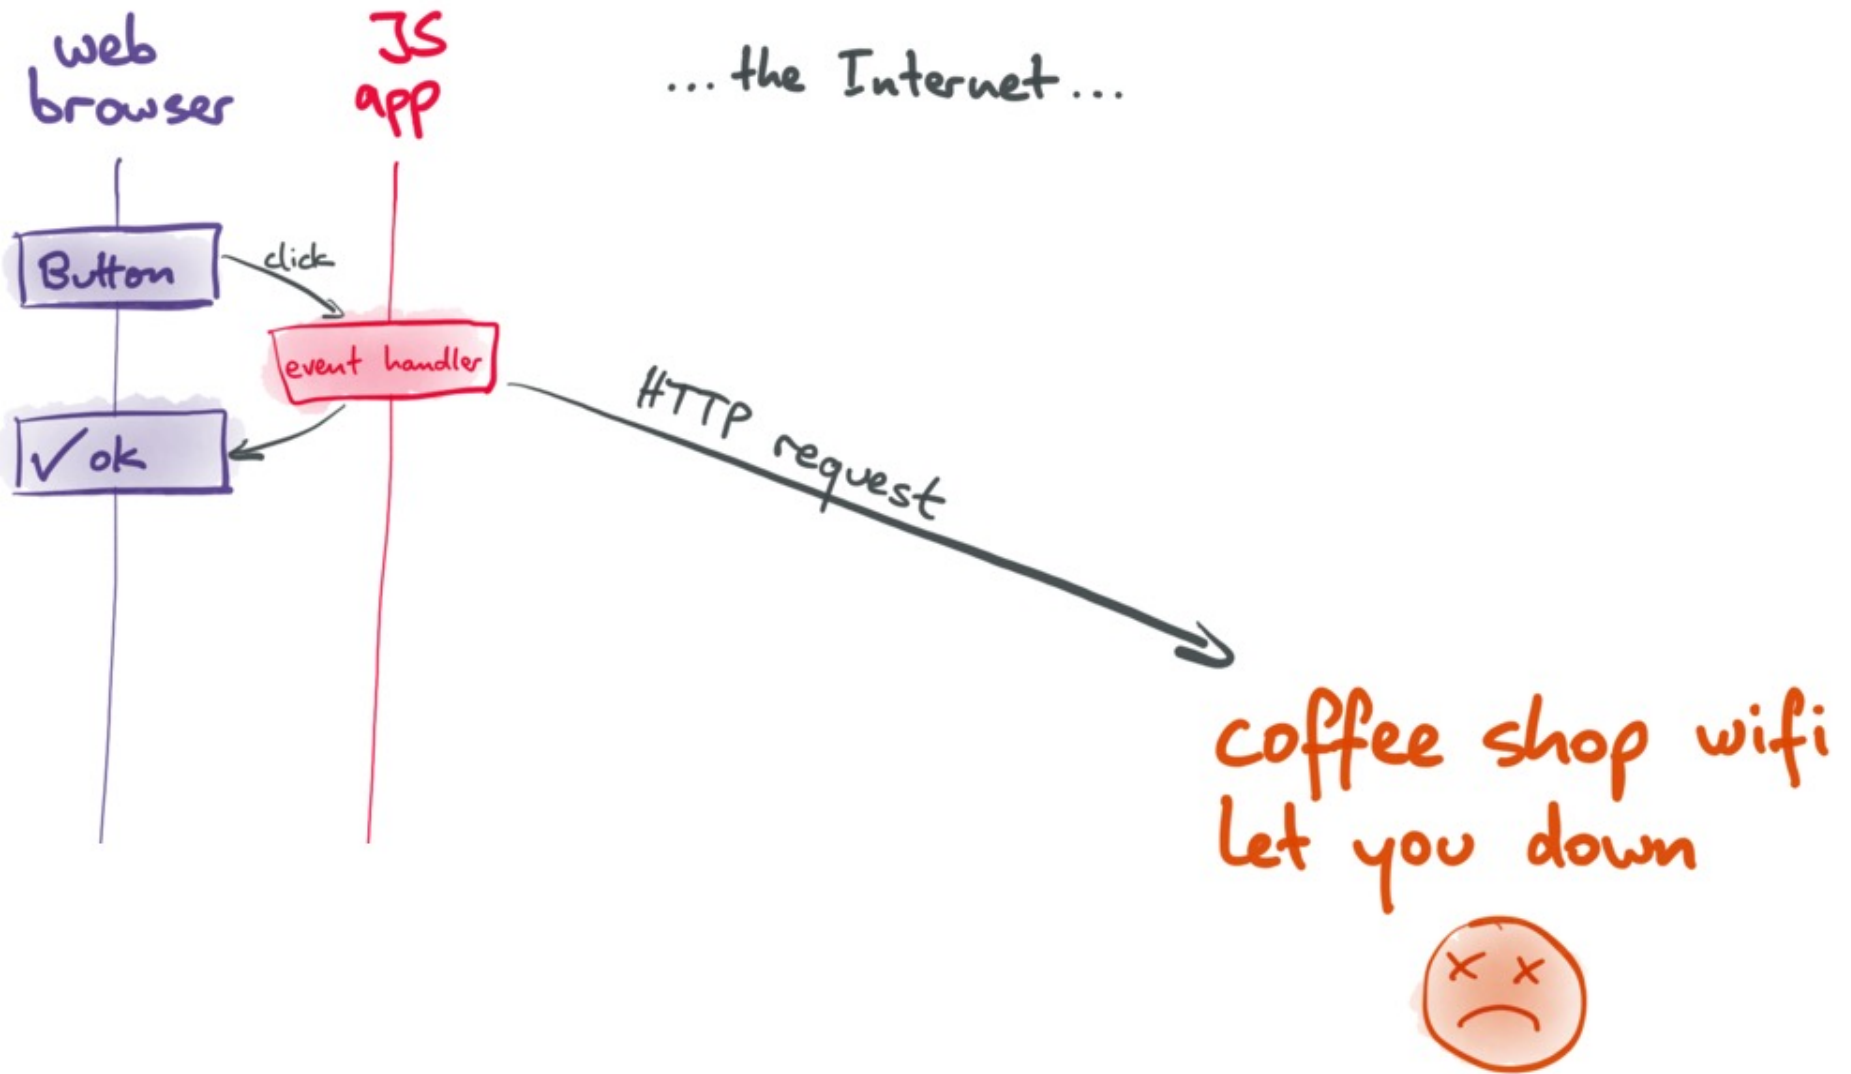 web
browser
JS
app
...the Internet...
Button
click
event handler
✓ ok
HTTP request
coffee shop wifi
let you down